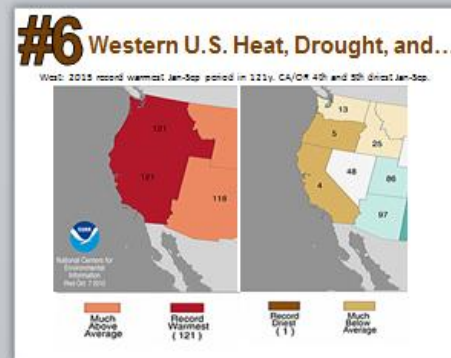 #6 Western U.S. Heat, Drought, and...
West: 2015 record warmest Jan-Sep period in 121y. CA/OR 4th and 5th driest Jan-Sep.
121
121
118
13
5
25
4
48
86
97
National Centers for
Environmental
Information
Much
Above
Average
Record
Warmest
(121)
Record
Driest
(1)
Much
Below
Average